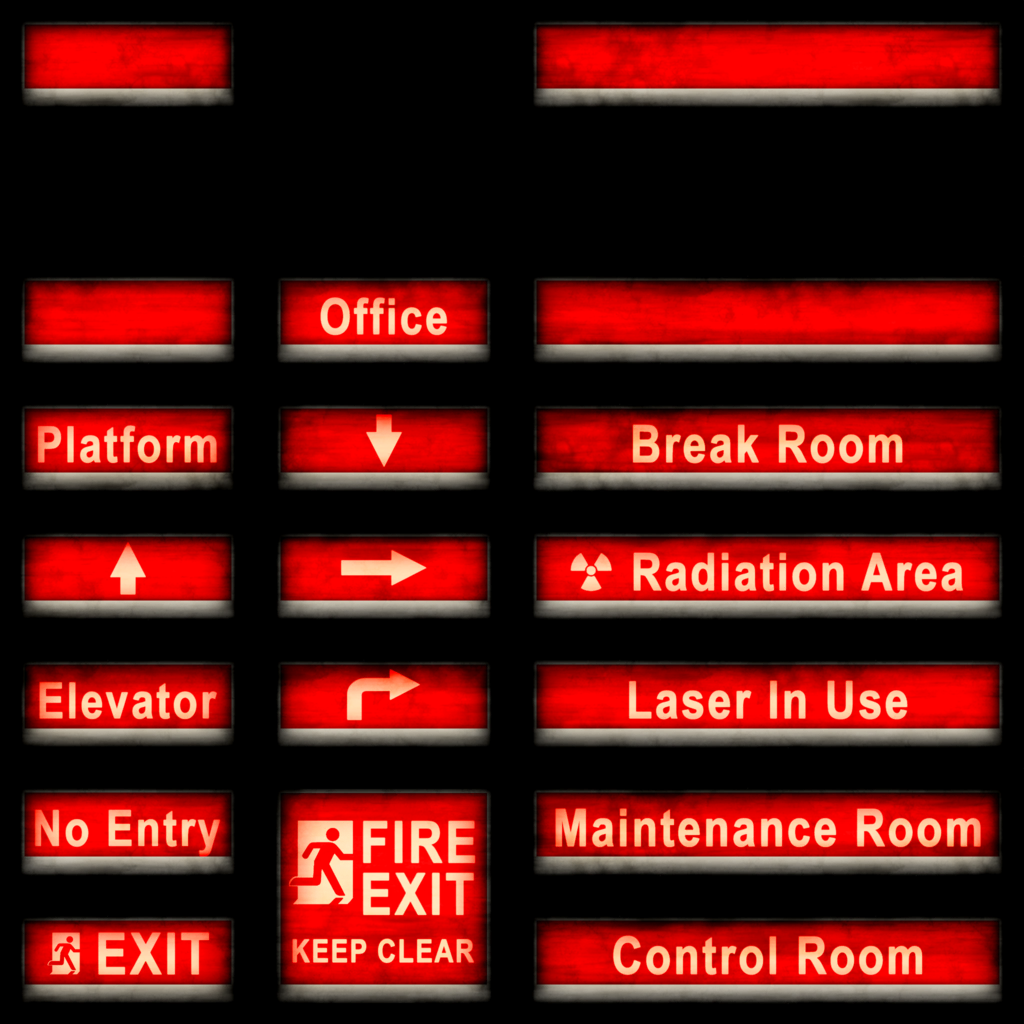 Office
Platform
Break Room
Radiation Area
Elevator
Laser In Use
No Entry
Maintenance Room
FIRE
EXIT
KEEP CLEAR
EXIT
Control Room